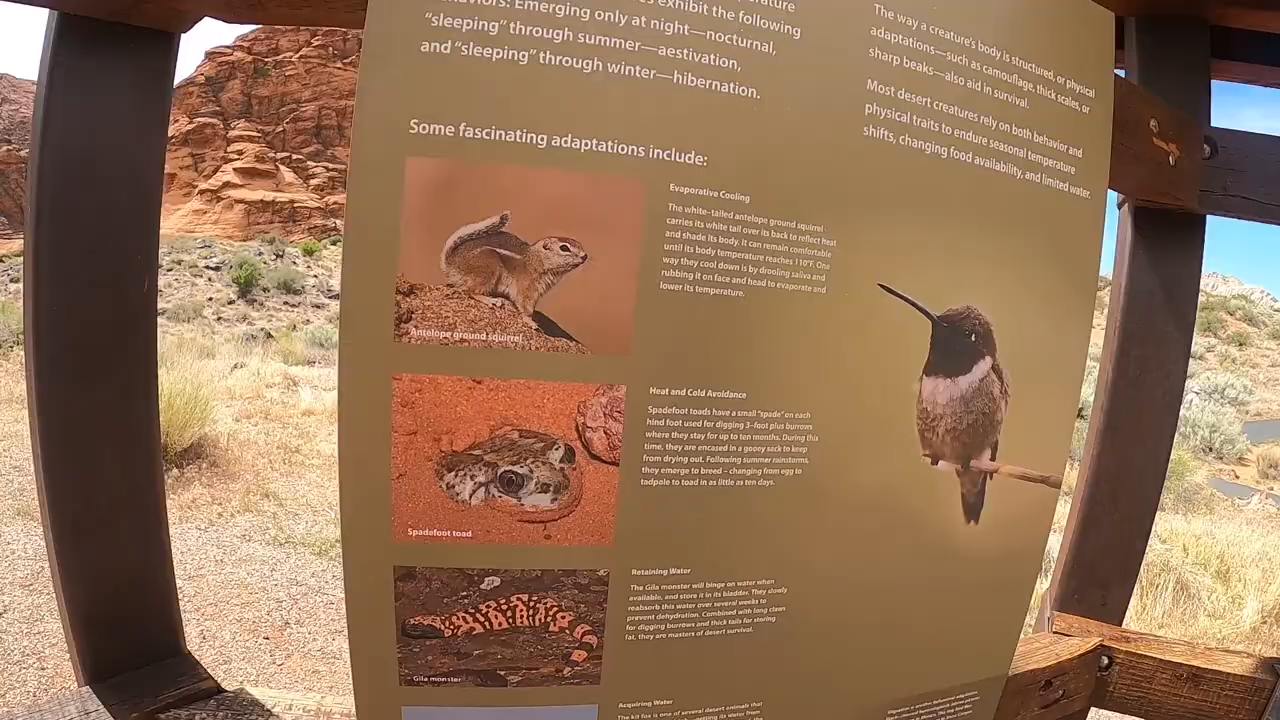 exhibit the following
Emerging only at night—nocturnal,
“sleeping” through summer—aestivation,
and “sleeping” through winter—hibernation.
Some fascinating adaptations include:
Antelope ground squirrel
Evaporative Cooling
The white-tailed antelope ground squirrel
carries its white tail over its back to reflect heat
and shade its body. It can remain comfortable
until its body temperature reaches 110°F. One
way they cool down is by drooling saliva and
rubbing it on face and head to evaporate and
lower its temperature.
Spadefoot toad
Heat and Cold Avoidance
Spadefoot toads have a small "spade" on each
hind foot used for digging 3-foot plus burrows
where they stay for up to ten months. During this
time, they are encased in a gooey sack to keep
from drying out. Following summer rainstorms,
they emerge to breed – changing from egg to
tadpole to toad in as little as ten days.
Gila monster
Retaining Water
The Gila monster will binge on water when
available, and store it in its bladder. They slowly
reabsorb this water over several weeks to
prevent dehydration. Combined with long claws
for digging burrows and thick tails for storing
fat, they are masters of desert survival.
Acquiring Water
The kit fox is one of several desert animals that
The way a creature's body is structured, or physical
adaptations—such as camouflage, thick scales, or
sharp beaks—also aid in survival.
Most desert creatures rely on both behavior and
physical traits to endure seasonal temperature
shifts, changing food availability, and limited water.